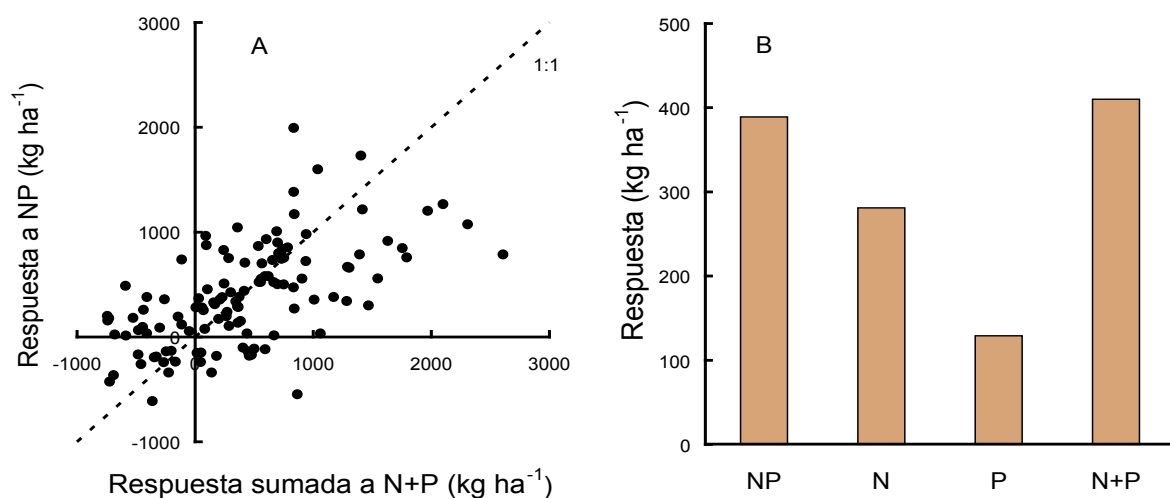 A
1:1
Respuesta a NP (kg ha⁻¹)
3000
2000
1000
0
-1000
-1000
0
1000
2000
3000
Respuesta sumada a N+P (kg ha⁻¹)
B
Respuesta (kg ha⁻¹)
500
400
300
200
100
0
NP N P N+P